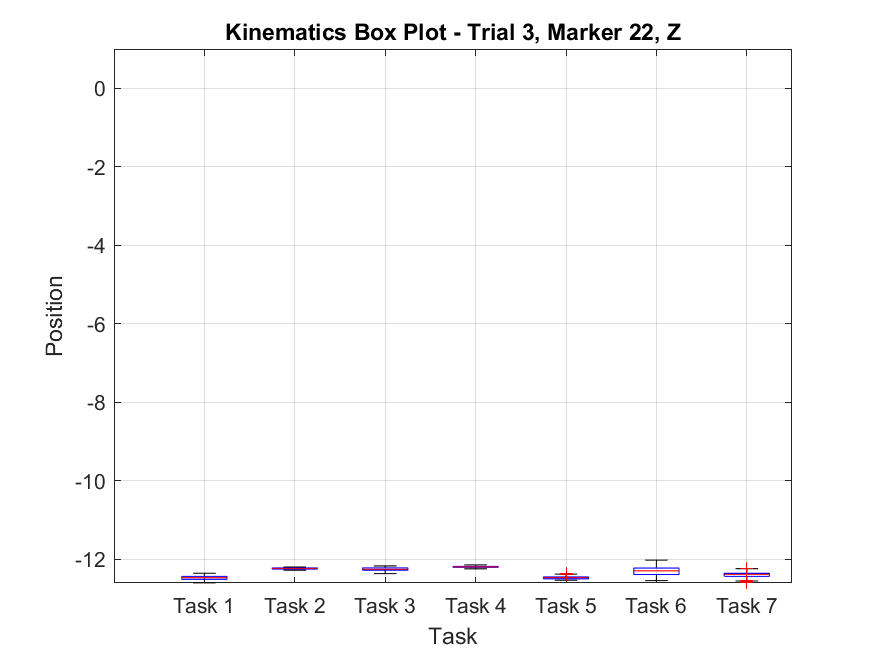 Kinematics Box Plot - Trial 3, Marker 22, Z
0
-2
-4
-6
-8
-10
-12
Position
Task 1 Task 2 Task 3 Task 4 Task 5 Task 6 Task 7
Task